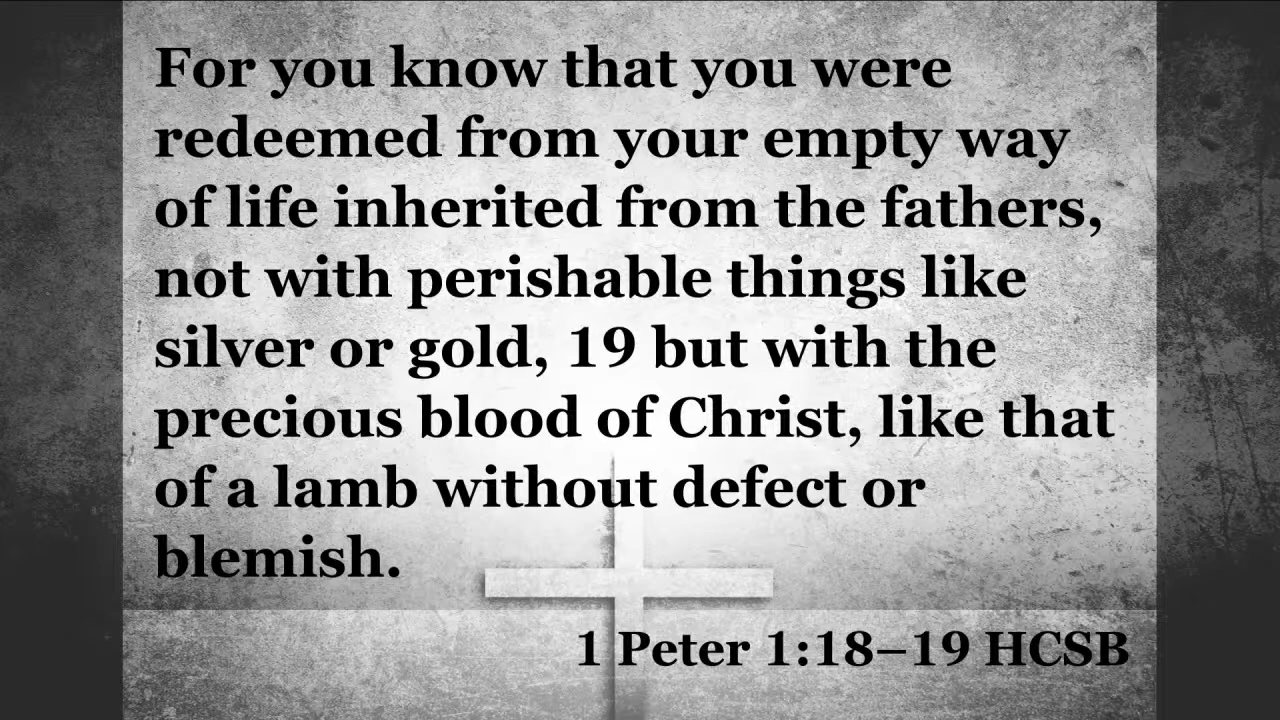 For you know that you were
redeemed from your empty way
of life inherited from the fathers,
not with perishable things like
silver or gold, 19 but with the
precious blood of Christ, like that
of a lamb without defect or
blemish.
1 Peter 1:18–19 HCSB